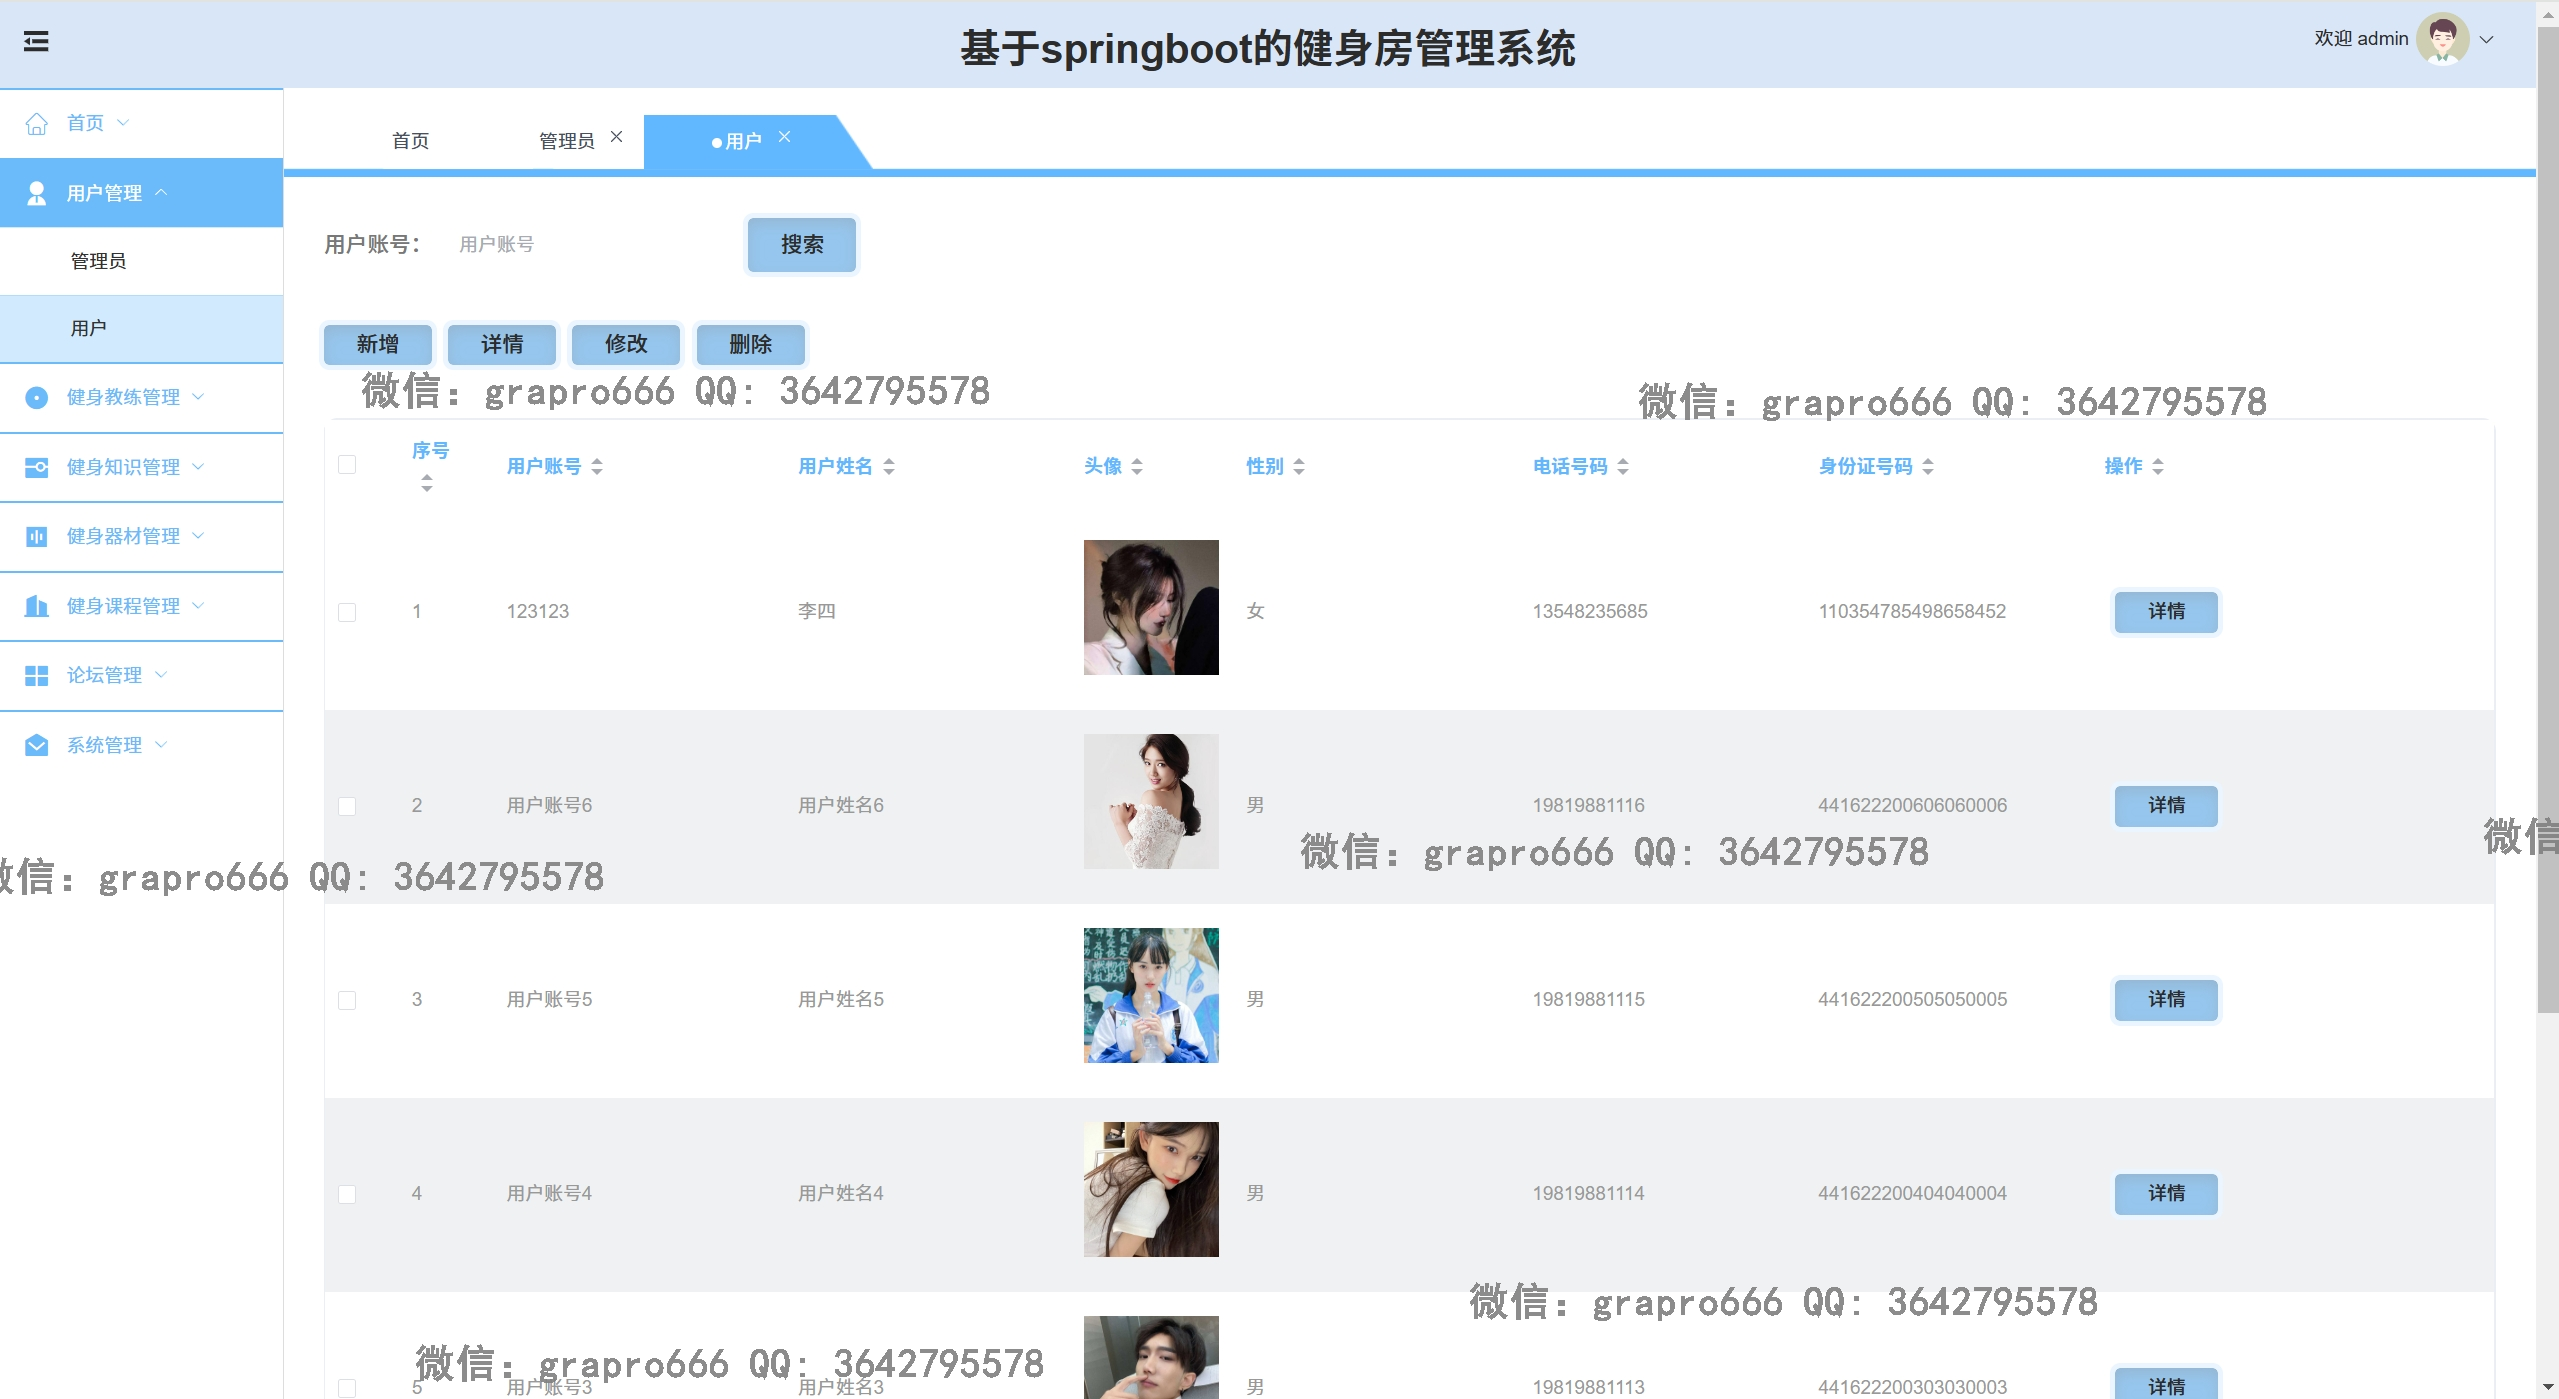 基于springboot的健身房管理系统
欢迎 admin
首页
用户管理
管理员
用户
健身教练管理
健身知识管理
健身器材管理
健身课程管理
论坛管理
系统管理
首页 管理员 用户
用户账号： 用户账号 搜索
新增 详情 修改 删除
微信：grapro666 QQ: 3642795578
微信：grapro666 QQ: 3642795578
序号 用户账号 用户姓名 头像 性别 电话号码 身份证号码 操作
1 123123 李四 女 13548235685 110354785498658452 详情
2 用户账号6 用户姓名6 男 19819881116 441622200606060006 详情
微信：grapro666 QQ: 3642795578
微信
微信：grapro666 QQ: 3642795578
3 用户账号5 用户姓名5 男 19819881115 441622200505050005 详情
4 用户账号4 用户姓名4 男 19819881114 441622200404040004 详情
微信：grapro666 QQ: 3642795578
微信：grapro666 QQ: 3642795578
5 用户账号3 用户姓名3 男 19819881113 441622200303030003 详情